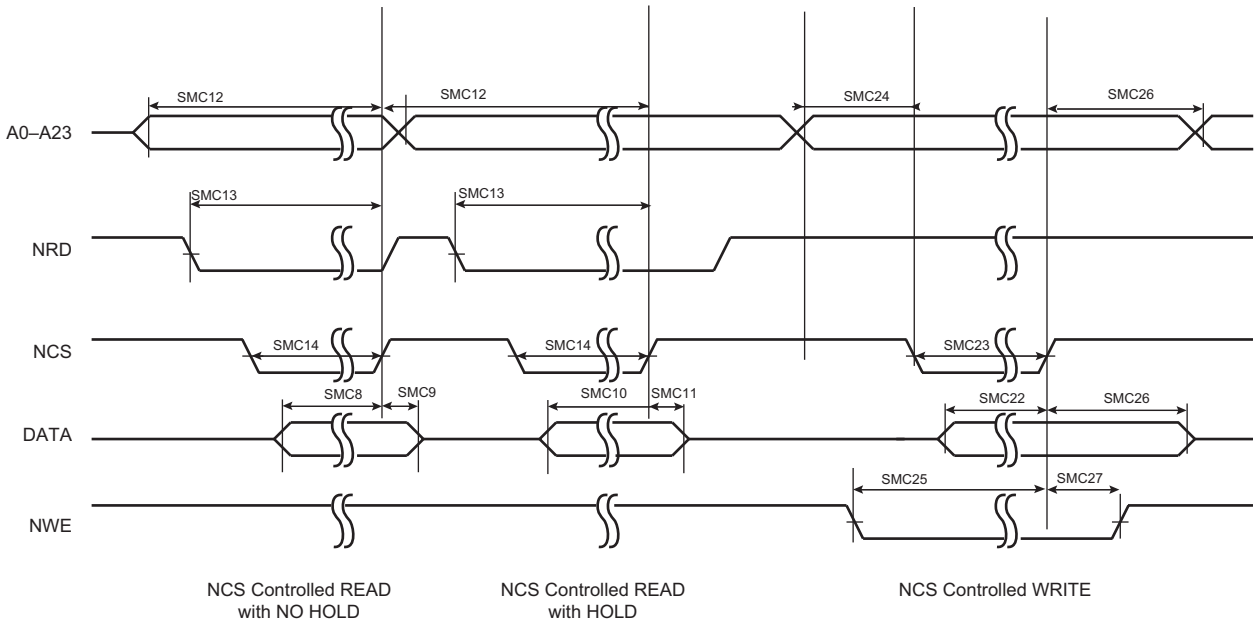 SMC12
SMC12
SMC24
SMC26
A0–A23
SMC13
SMC13
NRD
NCS
SMC14
SMC14
SMC23
SMC8
SMC9
SMC10
SMC11
SMC22
SMC26
DATA
SMC25
SMC27
NWE
NCS Controlled READ
with NO HOLD
NCS Controlled READ
with HOLD
NCS Controlled WRITE